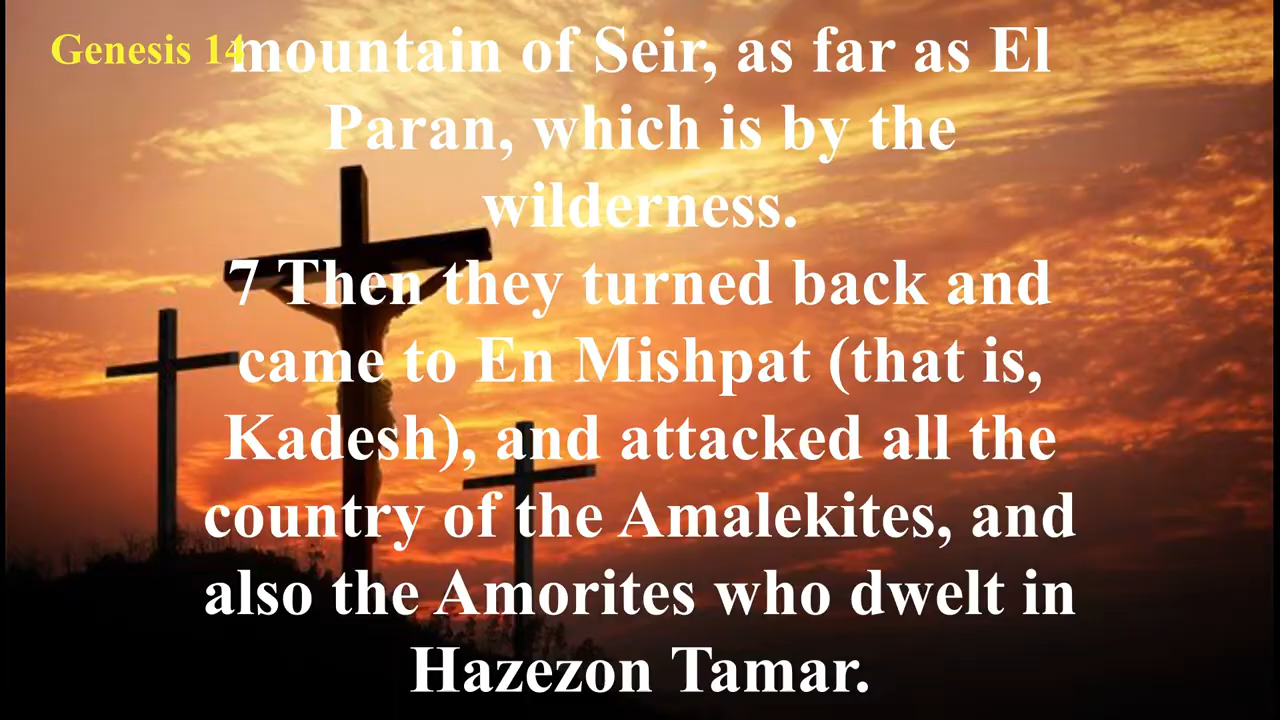 Genesis 14
mountain of Seir, as far as El
Paran, which is by the
wilderness.
7 Then they turned back and
came to En Mishpat (that is,
Kadesh), and attacked all the
country of the Amalekites, and
also the Amorites who dwelt in
Hazezon Tamar.